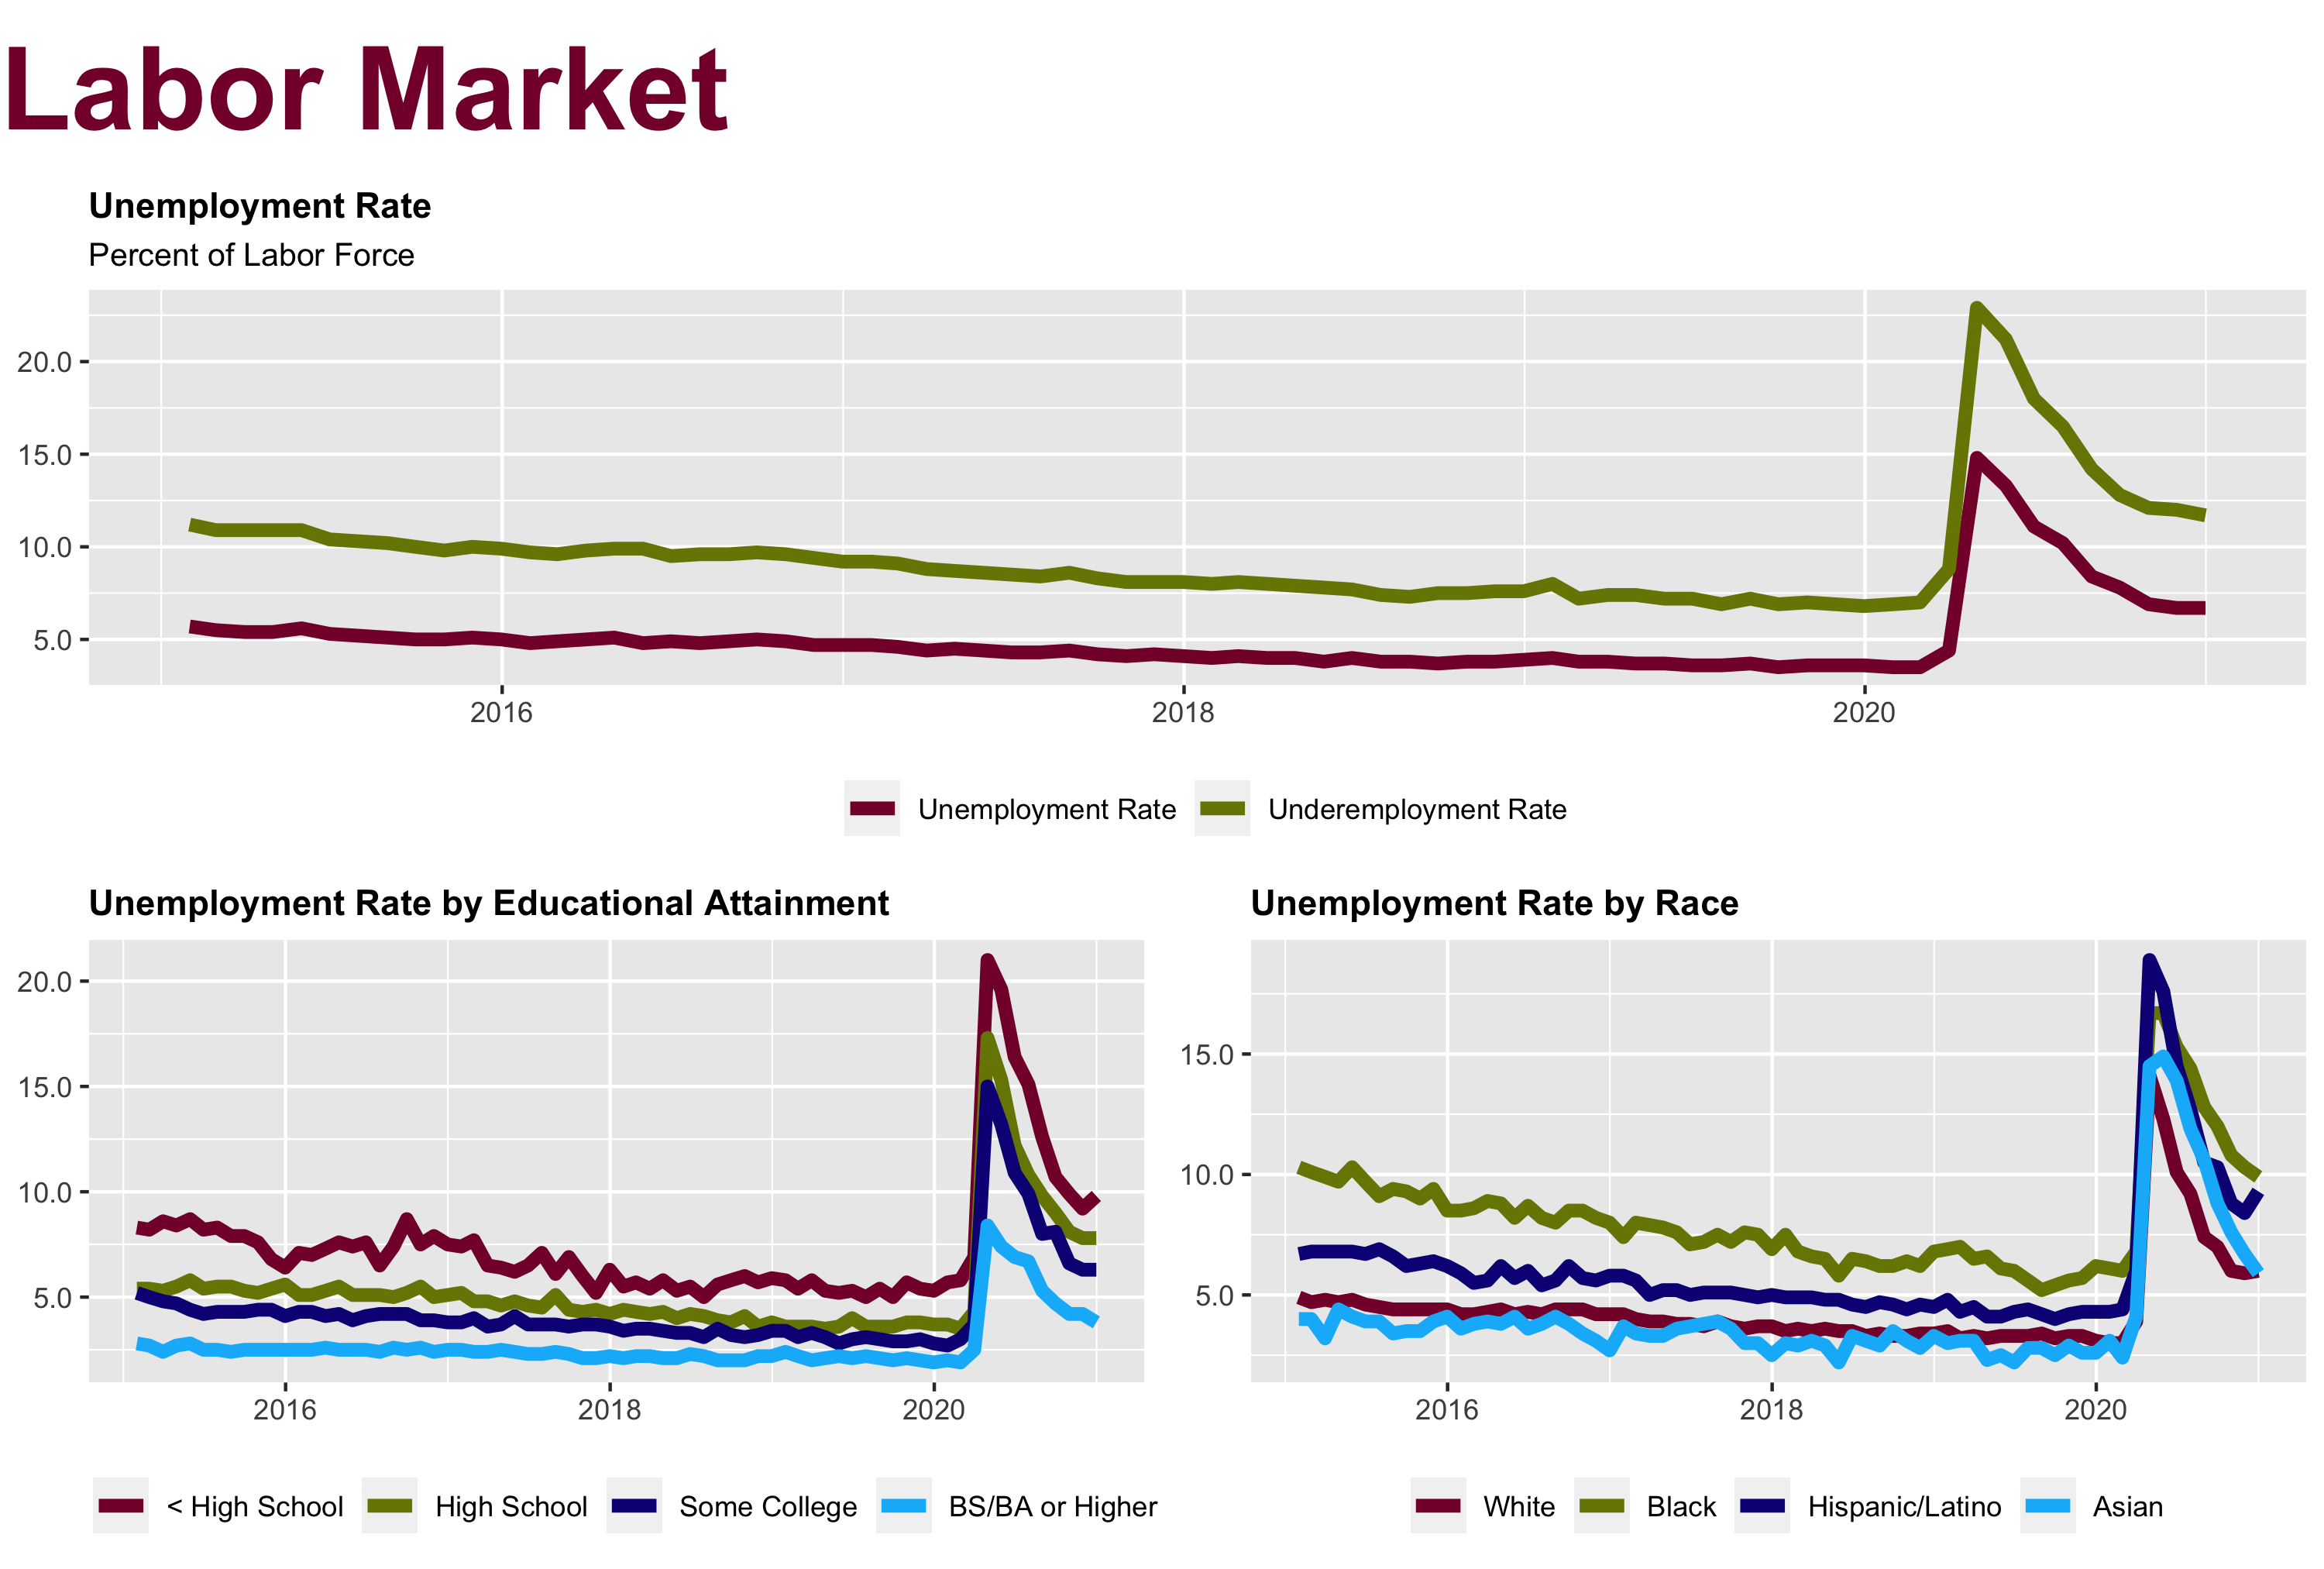 Labor Market
Unemployment Rate
Percent of Labor Force
20.0
15.0
10.0
5.0
2016 2018 2020
Unemployment Rate Underemployment Rate
Unemployment Rate by Educational Attainment
20.0
15.0
10.0
5.0
2016 2018 2020
< High School High School Some College BS/BA or Higher
Unemployment Rate by Race
15.0
10.0
5.0
2016 2018 2020
White Black Hispanic/Latino Asian